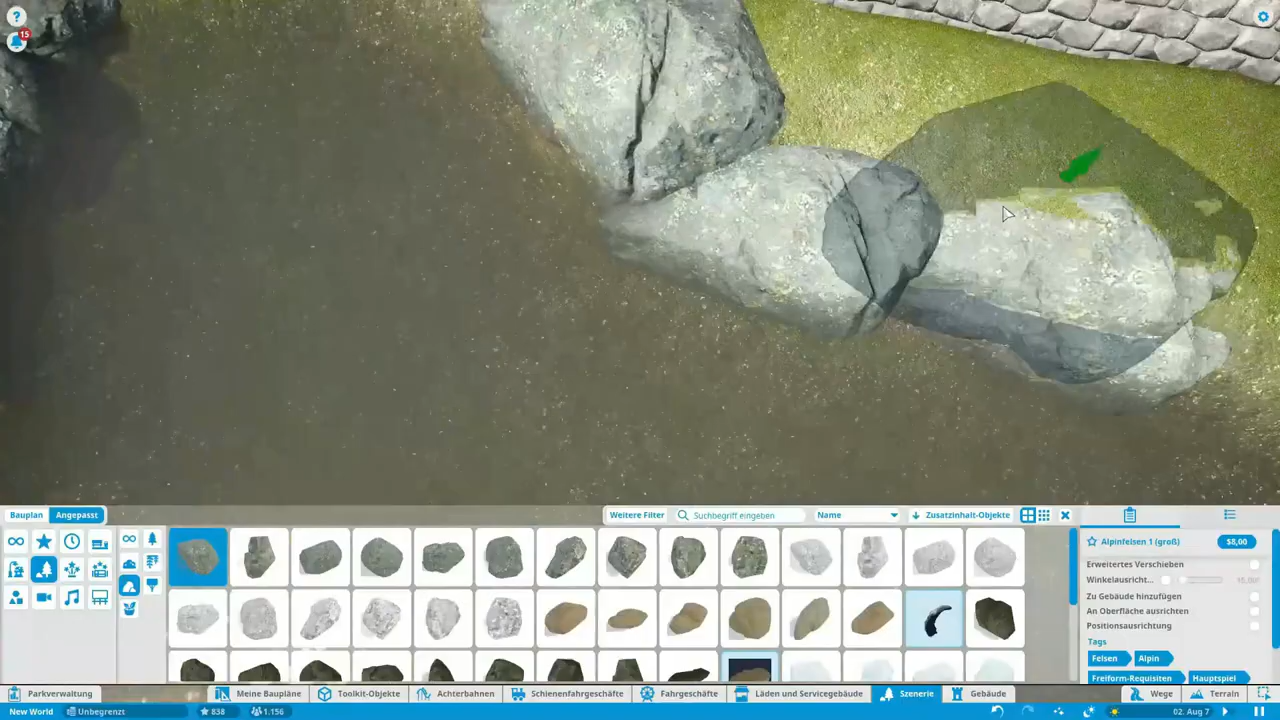 ?
15
Bauplan
Angepasst
Weitere Filter
Suchbegriff eingeben
Name
Zusatzinhalt-Objekte
Alpinfelsen 1 (groß)
$8,00
Erweitertes Verschieben
Winkelausricht...
15,00
Zu Gebäude hinzufügen
An Oberfläche ausrichten
Positionsausrichtung
Tags
Felsen
Alpin
Freiform-Requisiten
Hauptspiel
Parkverwaltung
Meine Baupläne
Toolkit-Objekte
Achterbahnen
Schienenfahrgeschäfte
Fahrgeschäfte
Läden und Servicegebäude
Szenerie
Gebäude
Wege
Terrain
New World
Unbegrenzt
838
1.156
02. Aug 7